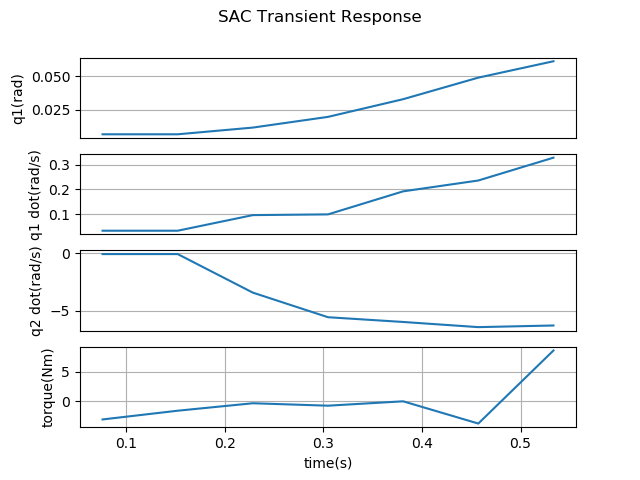 SAC Transient Response
0.050
0.025
q1(rad)
0.3
0.2
0.1
q1 dot(rad/s)
0
−5
q2 dot(rad/s)
5
0
torque(Nm)
0.1 0.2 0.3 0.4 0.5
time(s)